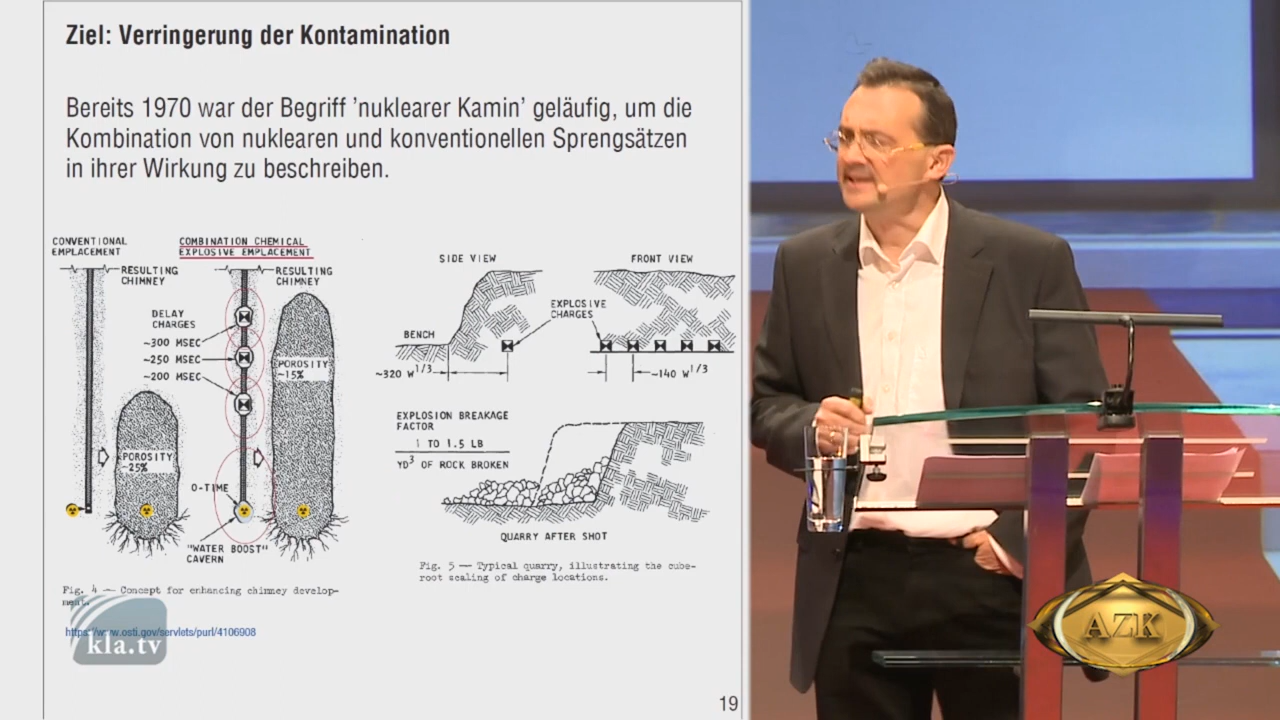 Ziel: Verringerung der Kontamination
Bereits 1970 war der Begriff 'nuklearer Kamin' geläufig, um die
Kombination von nuklearen und konventionellen Sprengsätzen
in ihrer Wirkung zu beschreiben.
CONVENTIONAL
EMPLACEMENT
COMBINATION CHEMICAL
EXPLOSIVE EMPLACEMENT
RESULTING
CHIMNEY
RESULTING
CHIMNEY
DELAY
CHARGES
~300 MSEC
~250 MSEC
~200 MSEC
POROSITY
~15%
POROSITY
~25%
0-TIME
"WATER BOOST"
CAVERN
Fig. 4 — Concept for enhancing chimney develop-
ment.
SIDE VIEW
FRONT VIEW
EXPLOSIVE
CHARGES
BENCH
~320 W1/3
~140 W1/3
EXPLOSION BREAKAGE
FACTOR
1 TO 1.5 LB
YD3 OF ROCK BROKEN
QUARRY AFTER SHOT
Fig. 5 — Typical quarry, illustrating the cube-
root scaling of charge locations.
https://www.osti.gov/servlets/purl/4106908
kla.tv
19
AZK